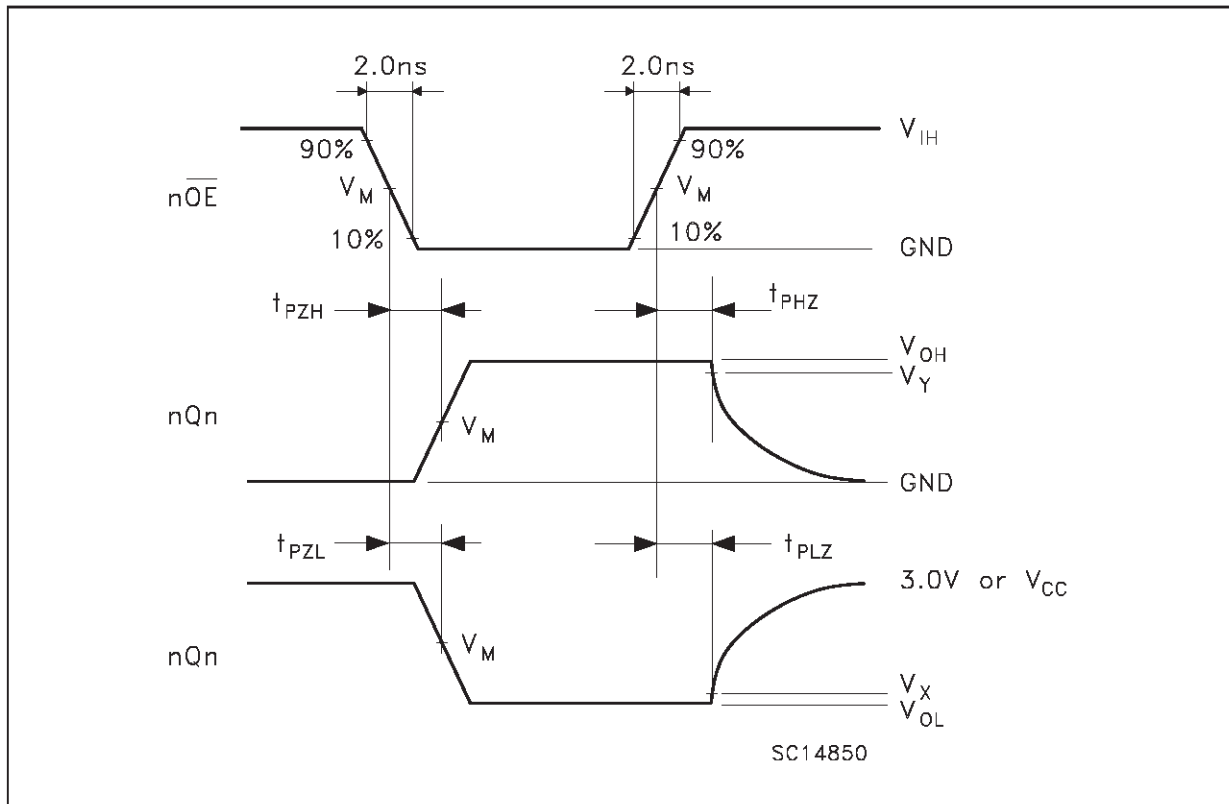 2.0ns 2.0ns
V_IH
90% 90%
nO̅E̅ V_M V_M
10% 10%
GND
t_PZH t_PHZ
V_OH
V_Y
nQn V_M
GND
t_PZL t_PLZ
3.0V or V_CC
nQn V_M
V_X
V_OL
SC14850